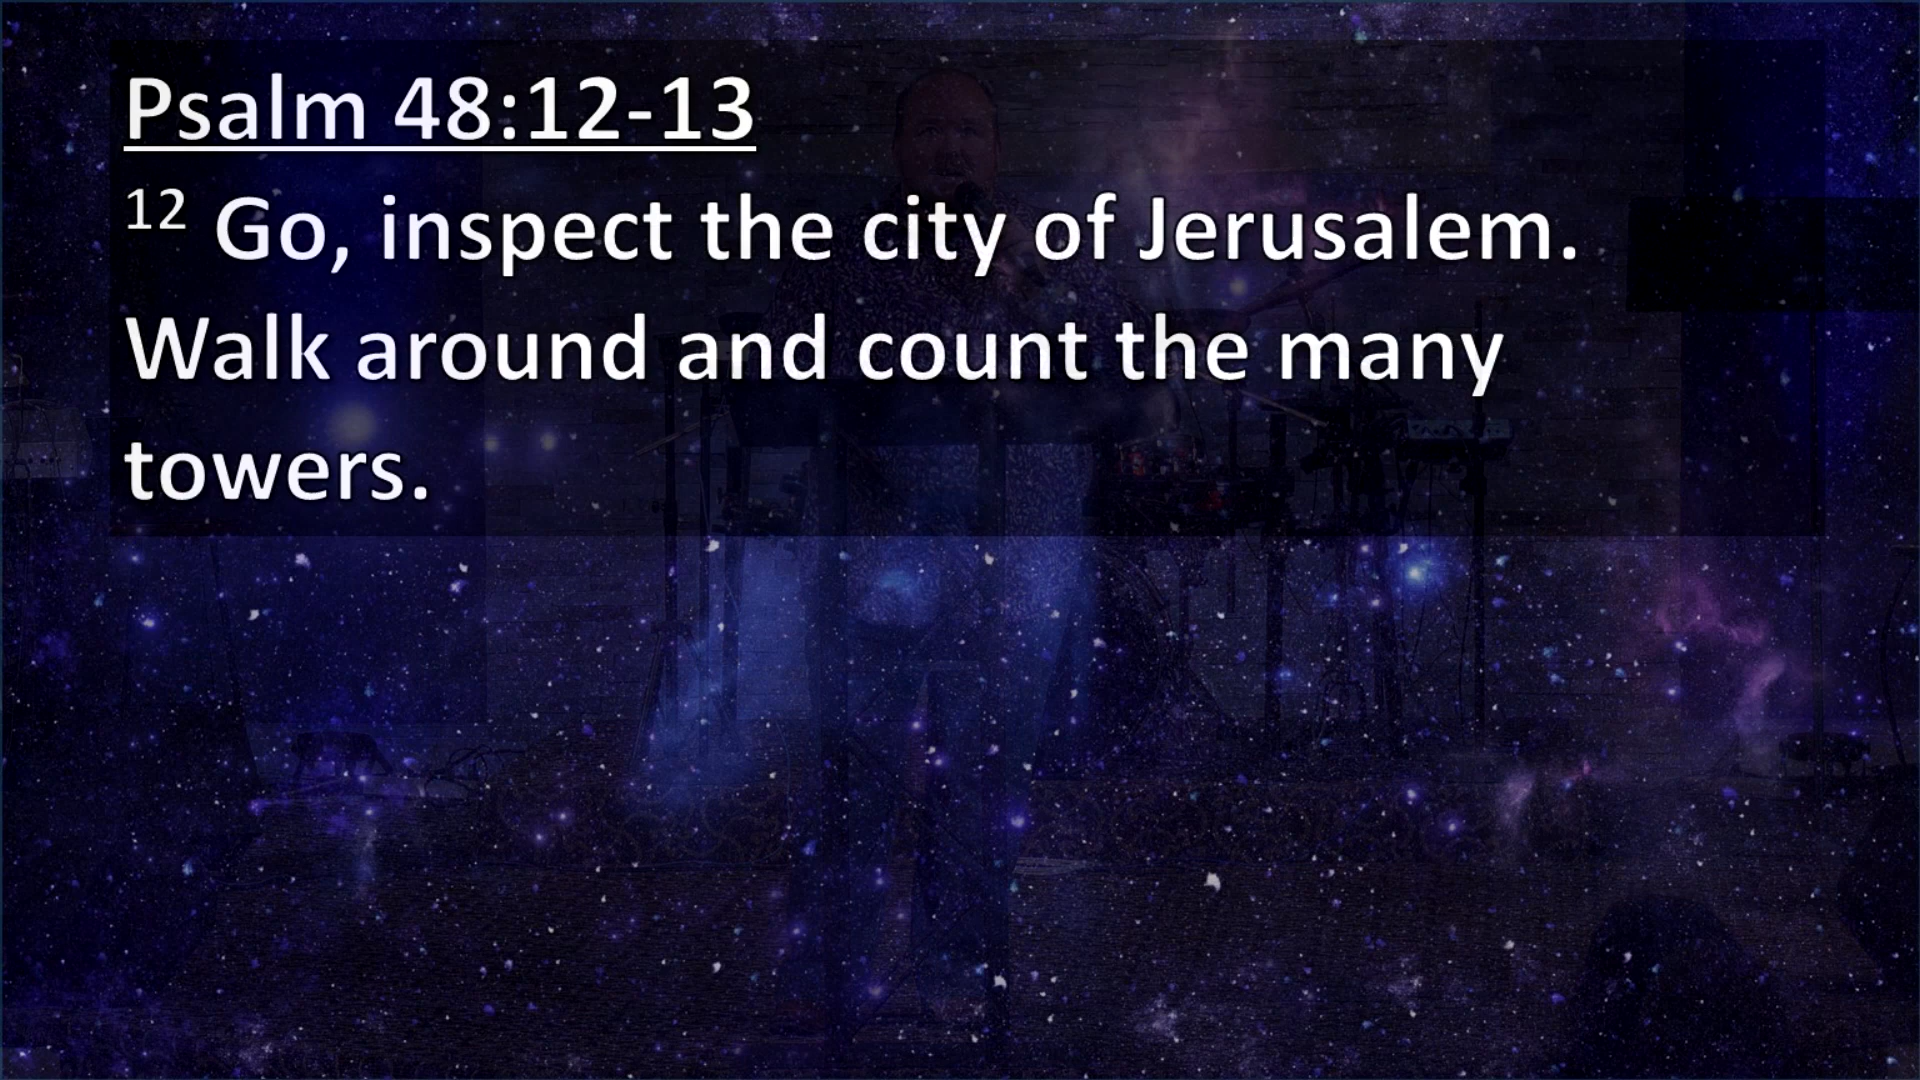 Psalm 48:12-13
12 Go, inspect the city of Jerusalem.
Walk around and count the many
towers.